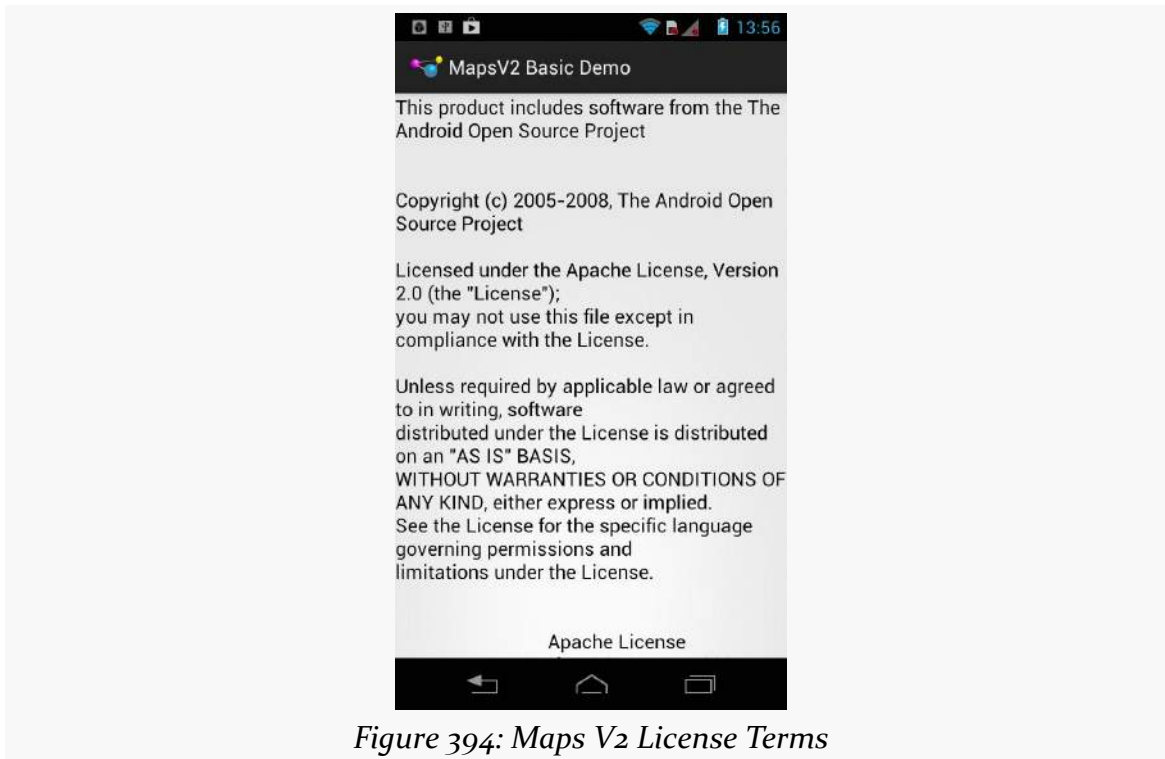 13:56
MapsV2 Basic Demo
This product includes software from the The
Android Open Source Project
Copyright (c) 2005-2008, The Android Open
Source Project
Licensed under the Apache License, Version
2.0 (the "License");
you may not use this file except in
compliance with the License.
Unless required by applicable law or agreed
to in writing, software
distributed under the License is distributed
on an "AS IS" BASIS,
WITHOUT WARRANTIES OR CONDITIONS OF
ANY KIND, either express or implied.
See the License for the specific language
governing permissions and
limitations under the License.
Apache License
Figure 394: Maps V2 License Terms